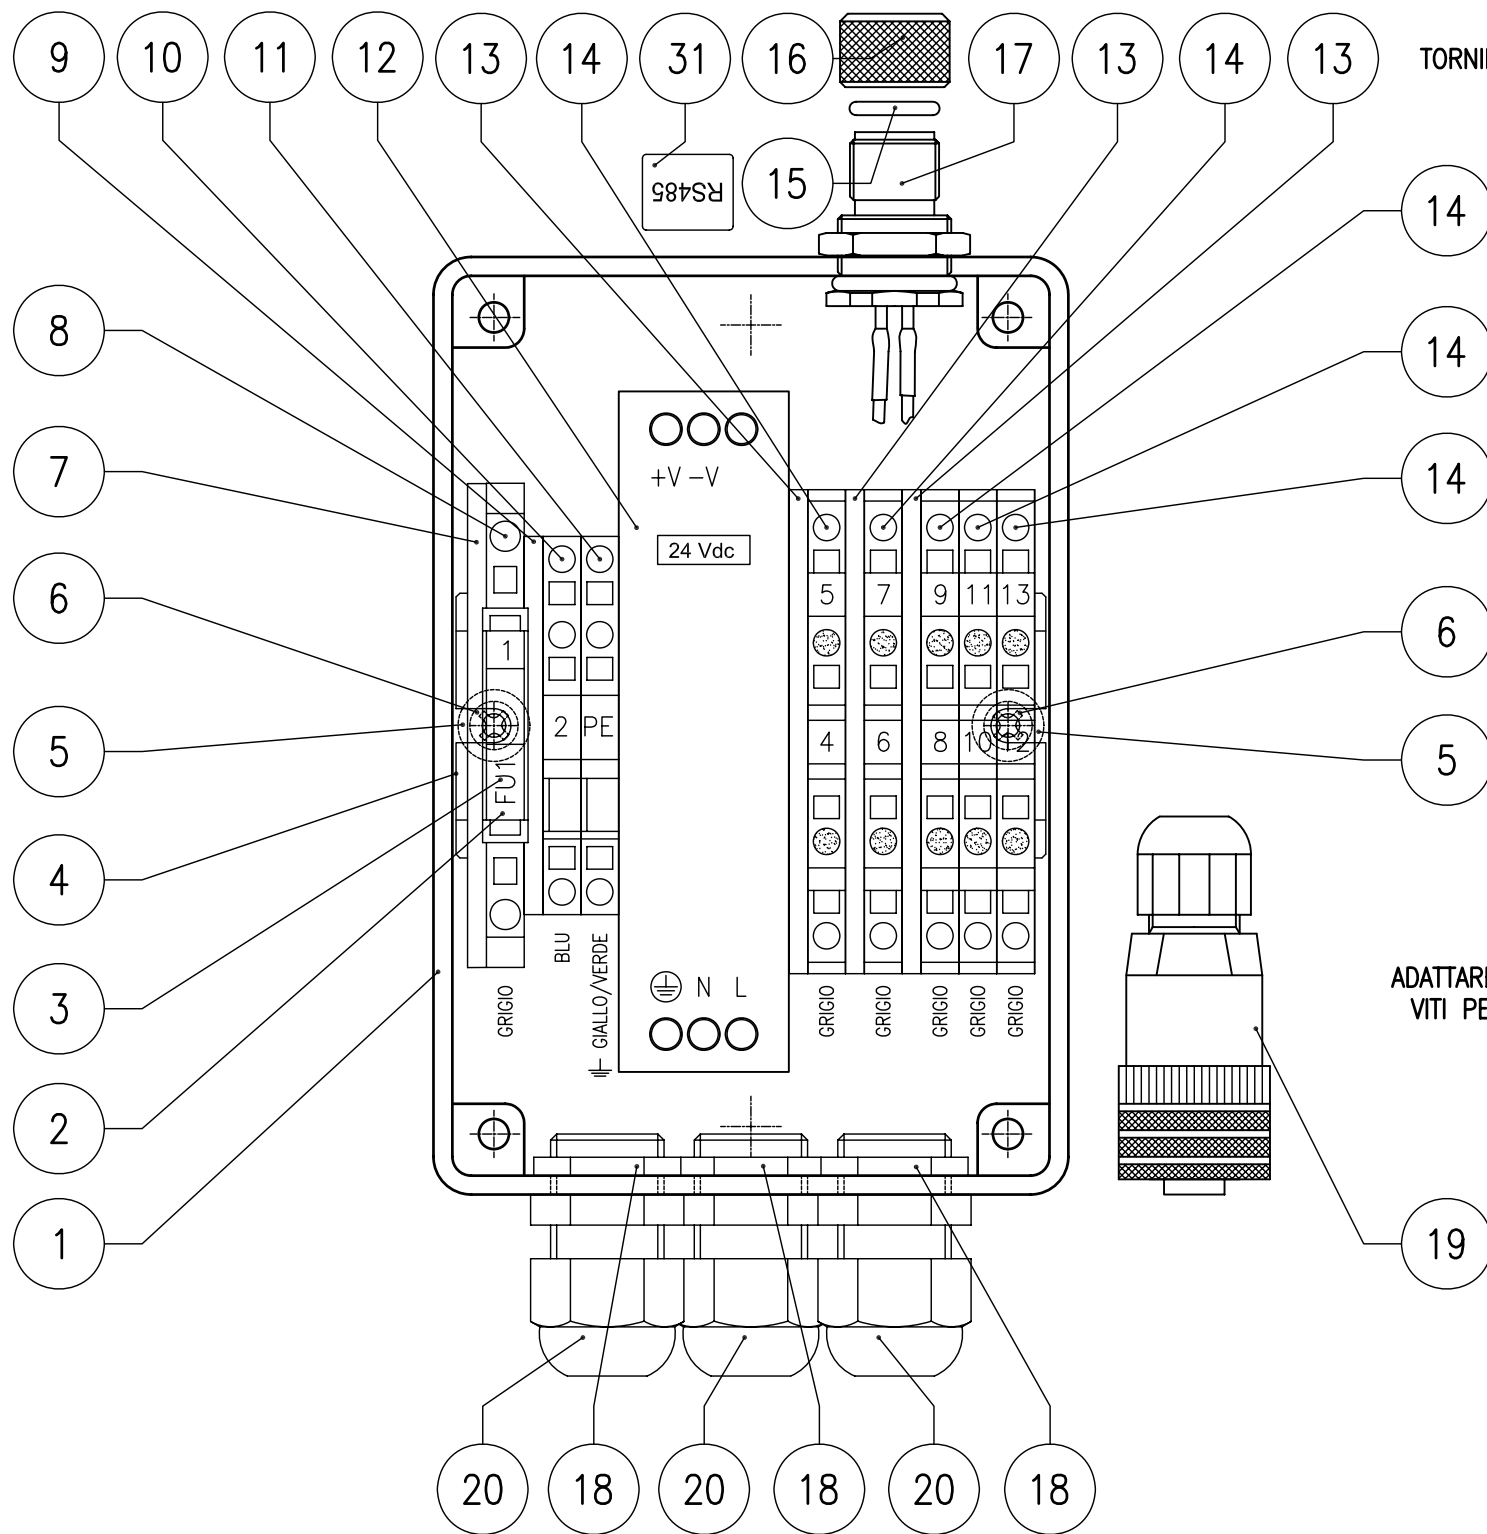 9 10 11 12 13 14 31 16 17 13 14 13
TORNI
RS485
15
14
8
14
7
14
+V -V
24 Vdc
6
5 7 9 11 13
6
1
5
2 PE
4 6 8 10 12
5
FU1
4
3
BLU
GIALLO/VERDE
GRIGIO
N L
GRIGIO GRIGIO GRIGIO GRIGIO GRIGIO
ADATTARE
VITI PE
2
1
19
20 18 20 18 20 18